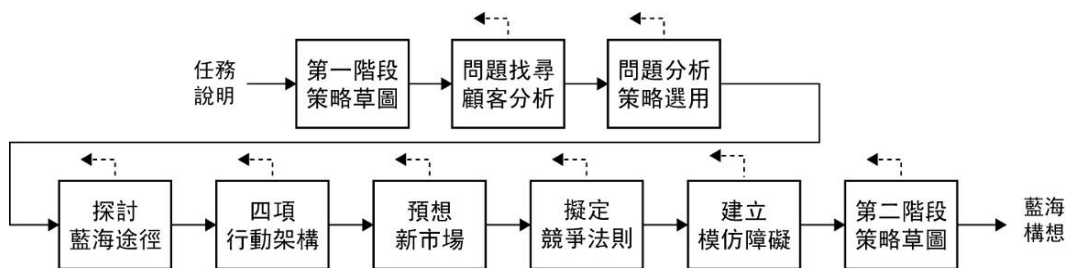 任務
說明
第一階段
策略草圖
問題找尋
顧客分析
問題分析
策略選用
探討
藍海途徑
四項
行動架構
預想
新市場
擬定
競爭法則
建立
模仿障礙
第二階段
策略草圖
藍海
構想